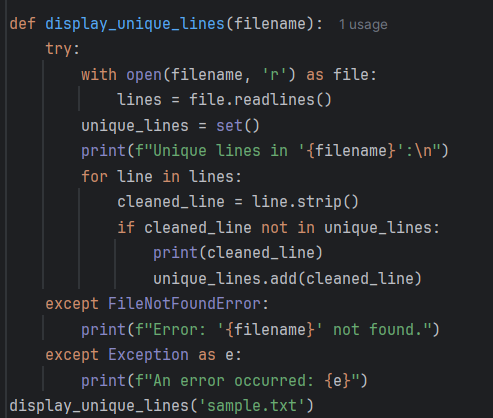 def display_unique_lines(filename): 1 usage
    try:
        with open(filename, 'r') as file:
            lines = file.readlines()
        unique_lines = set()
        print(f"Unique lines in '{filename}':\n")
        for line in lines:
            cleaned_line = line.strip()
            if cleaned_line not in unique_lines:
                print(cleaned_line)
                unique_lines.add(cleaned_line)
    except FileNotFoundError:
        print(f"Error: '{filename}' not found.")
    except Exception as e:
        print(f"An error occurred: {e}")
display_unique_lines('sample.txt')